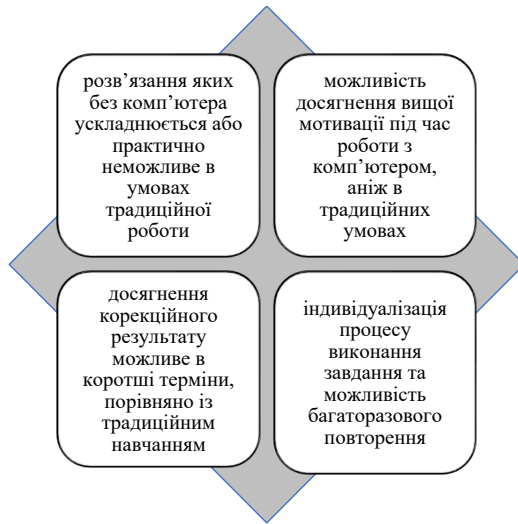 розв’язання яких
без комп’ютера
ускладнюється або
практично
неможливе в
умовах
традиційної
роботи
можливість
досягнення вищої
мотивації під час
роботи з
комп’ютером,
аніж в
традиційних
умовах
досягнення
корекційного
результату
можливе в
коротші терміни,
порівняно із
традиційним
навчанням
індивідуалізація
процесу
виконання
завдання та
можливість
багаторазового
повторення